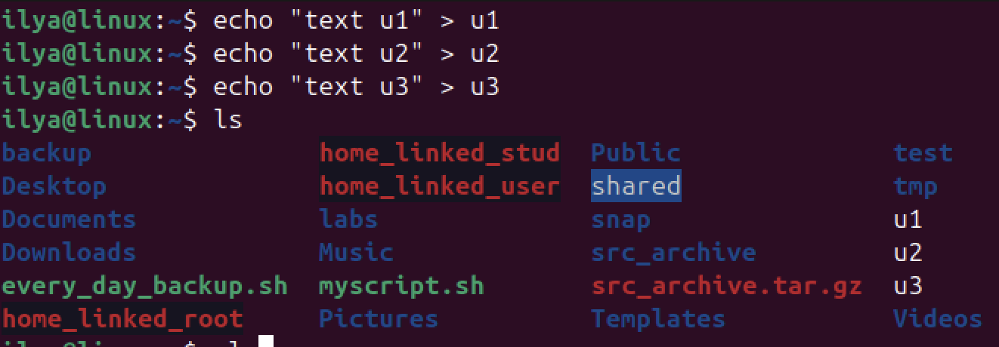 ilya@linux:~$ echo "text u1" > u1
ilya@linux:~$ echo "text u2" > u2
ilya@linux:~$ echo "text u3" > u3
ilya@linux:~$ ls
backup home_linked_stud Public test
Desktop home_linked_user shared tmp
Documents labs snap u1
Downloads Music src_archive u2
every_day_backup.sh myscript.sh src_archive.tar.gz u3
home_linked_root Pictures Templates Videos